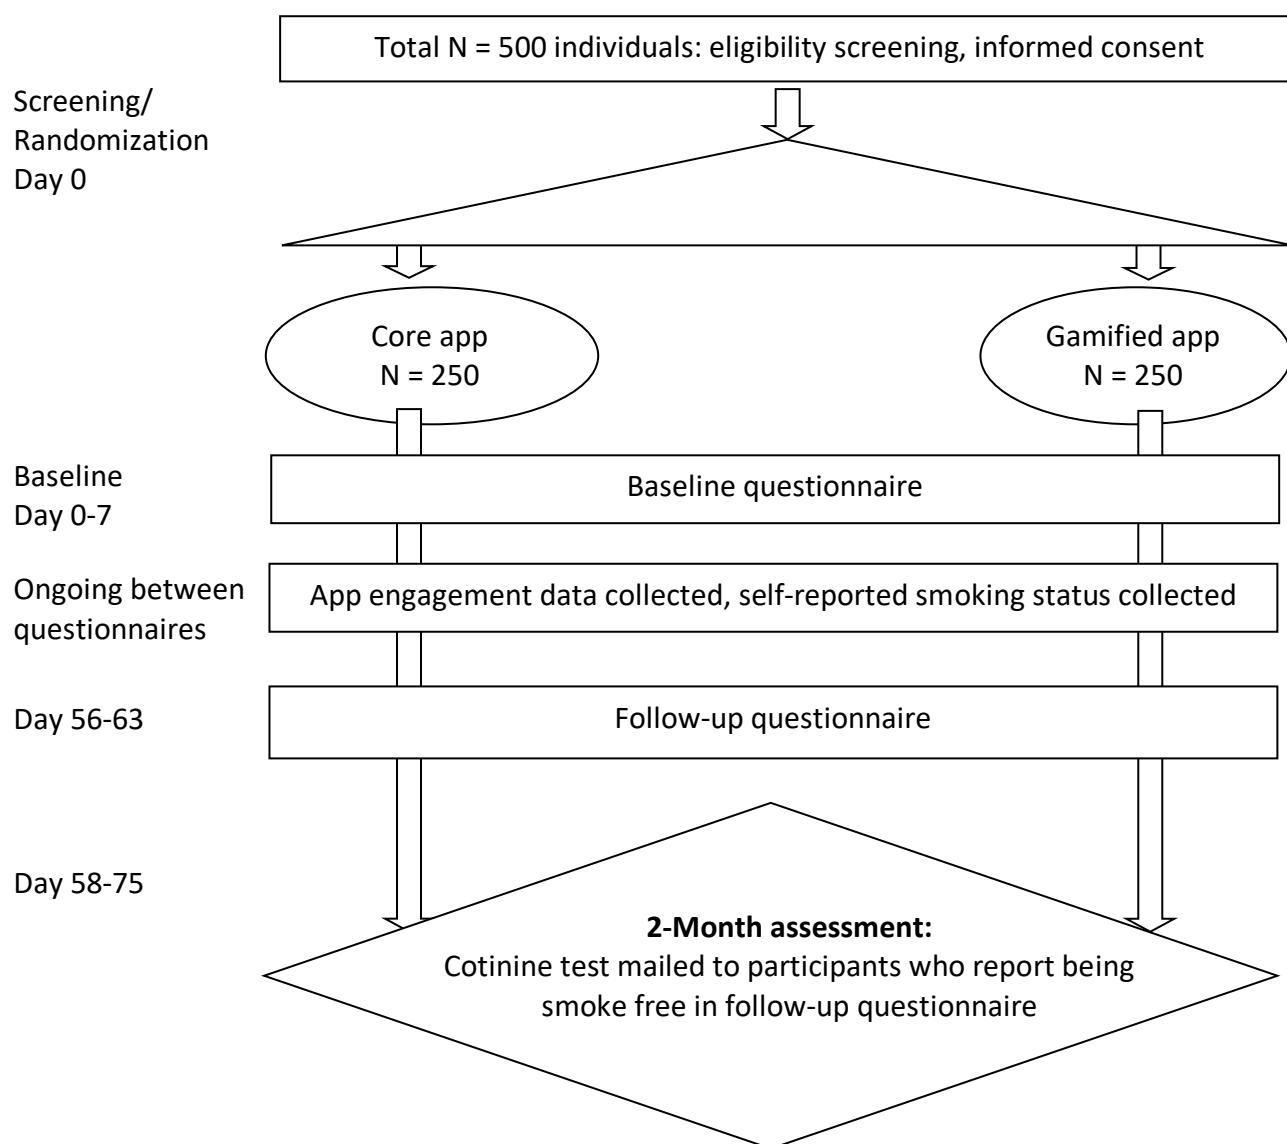 Total N = 500 individuals: eligibility screening, informed consent
Screening/
Randomization
Day 0
Core app
N = 250
Gamified app
N = 250
Baseline
Day 0-7
Baseline questionnaire
Ongoing between
questionnaires
App engagement data collected, self-reported smoking status collected
Day 56-63
Follow-up questionnaire
Day 58-75
2-Month assessment:
Cotinine test mailed to participants who report being
smoke free in follow-up questionnaire